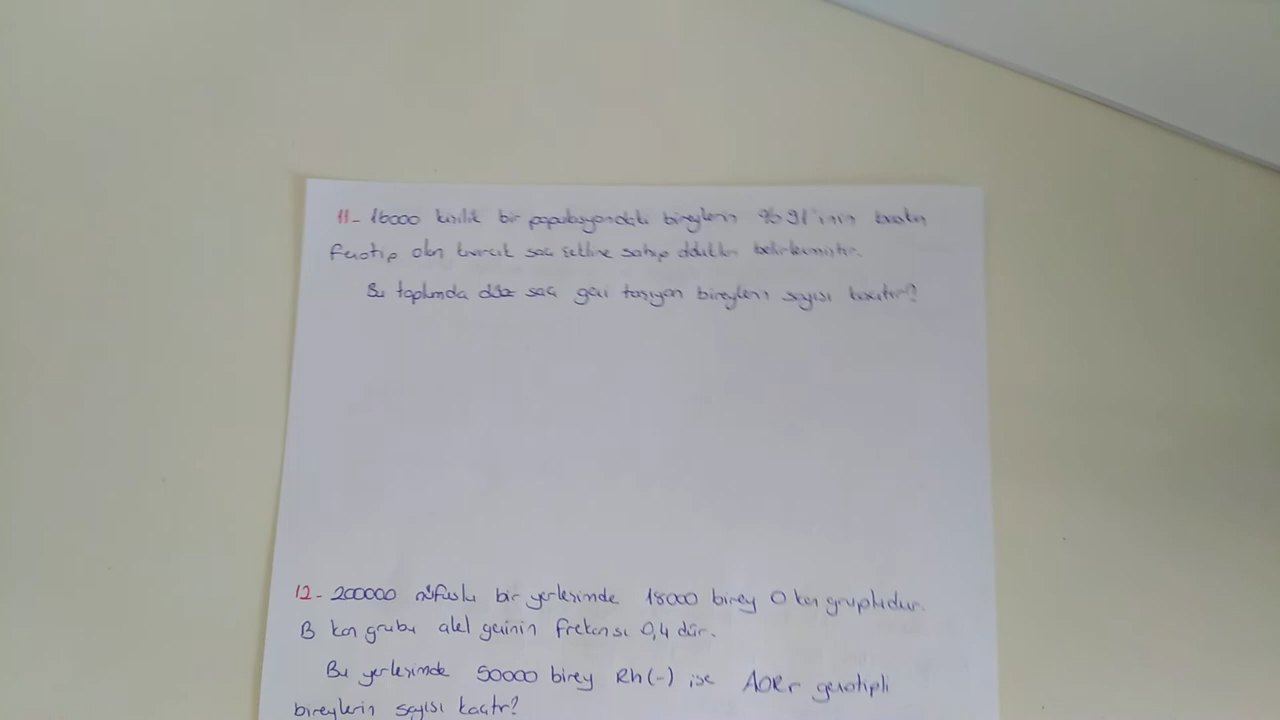 11- 16000 kişilik bir populasyondaki bireylerin %91'inin baskın
fenotip olan kıvırcık saç şekline sahip oldukları belirlenmiştir.
Bu toplumda düz saç geni taşıyan bireylerin sayısı kaçtır?
12- 200000 nüfuslu bir yerleşimde 18000 birey 0 kan grupludur.
B kan grubu alel geninin frekansı 0,4 dür.
Bu yerleşimde 50000 birey Rh(-) ise AORr genotipli
bireylerin sayısı kaçtır?